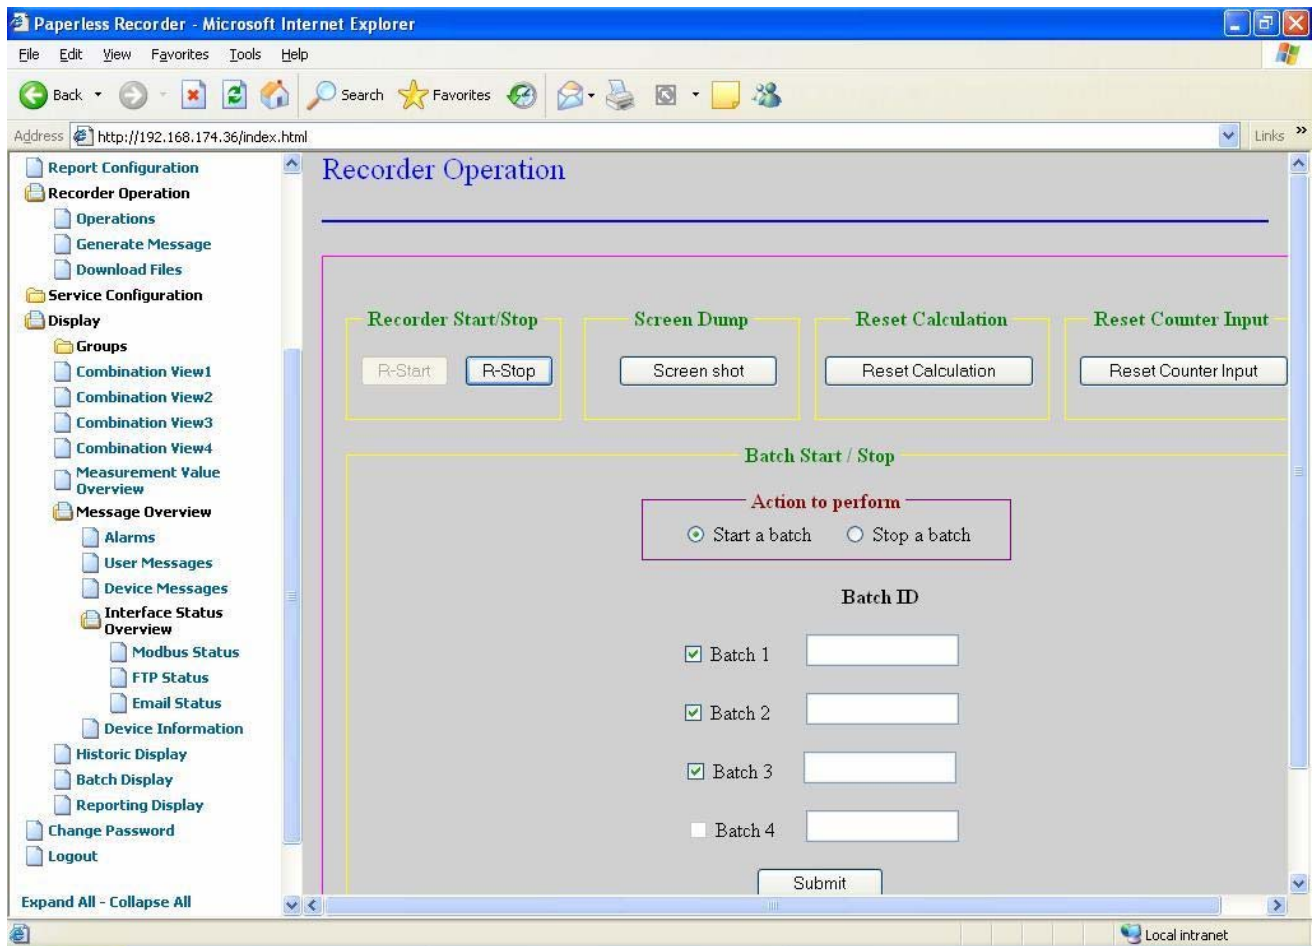 Paperless Recorder - Microsoft Internet Explorer
File Edit View Favorites Tools Help
Back Search Favorites
Address http://192.168.174.36/index.html Links »
Report Configuration
Recorder Operation
Operations
Generate Message
Download Files
Service Configuration
Display
Groups
Combination View1
Combination View2
Combination View3
Combination View4
Measurement Value
Overview
Message Overview
Alarms
User Messages
Device Messages
Interface Status
Overview
Modbus Status
FTP Status
Email Status
Device Information
Historic Display
Batch Display
Reporting Display
Change Password
Logout
Expand All - Collapse All
Recorder Operation
Recorder Start/Stop Screen Dump Reset Calculation Reset Counter Input
R-Start R-Stop Screen shot Reset Calculation Reset Counter Input
Batch Start / Stop
Action to perform
Start a batch Stop a batch
Batch ID
Batch 1
Batch 2
Batch 3
Batch 4
Submit
Local intranet